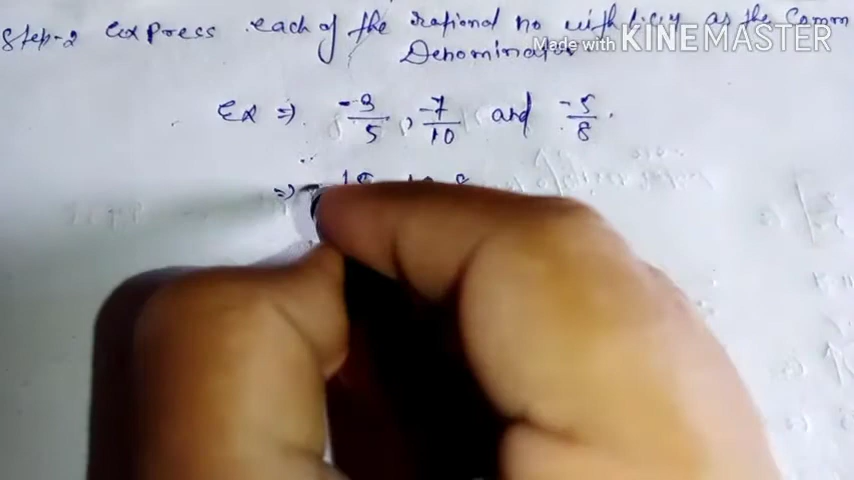 Step-2 Express each of the rational no with as the Comm
Denominator
Made with KINEMASTER
Ex ⇒ -3/5, -7/10 and -5/8.
⇒